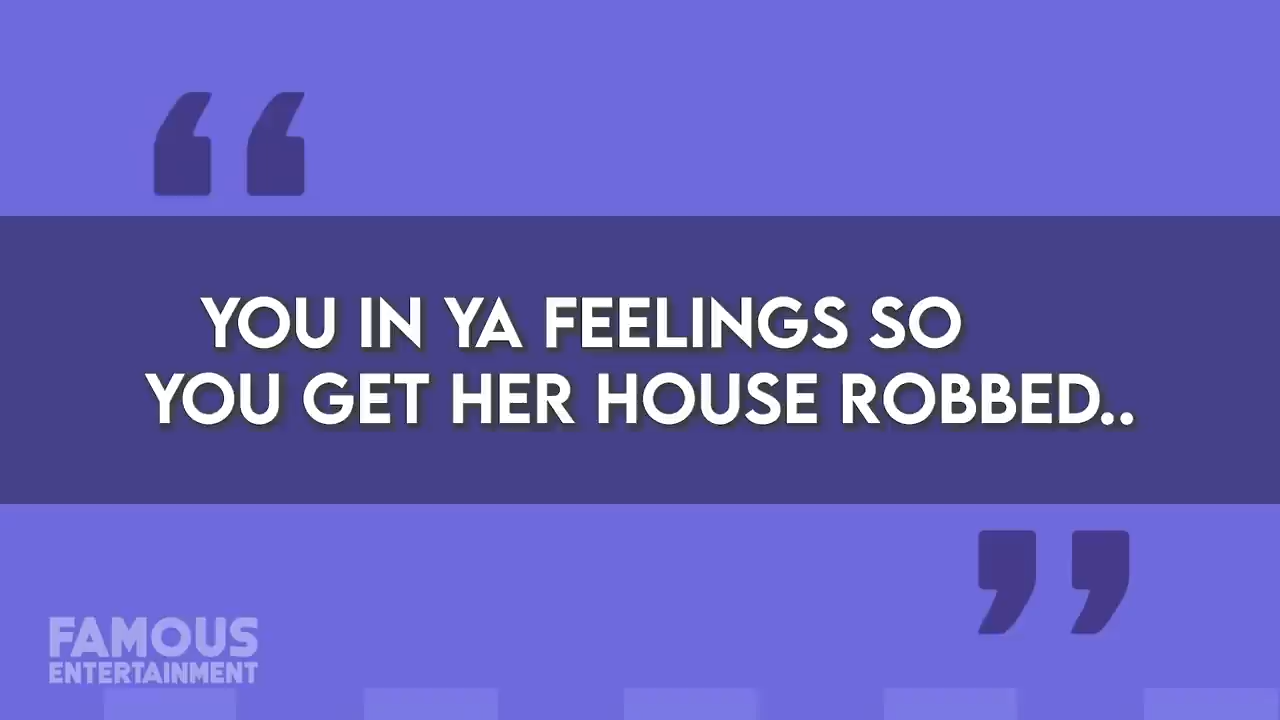 “
YOU IN YA FEELINGS SO
YOU GET HER HOUSE ROBBED..
”
FAMOUS
ENTERTAINMENT